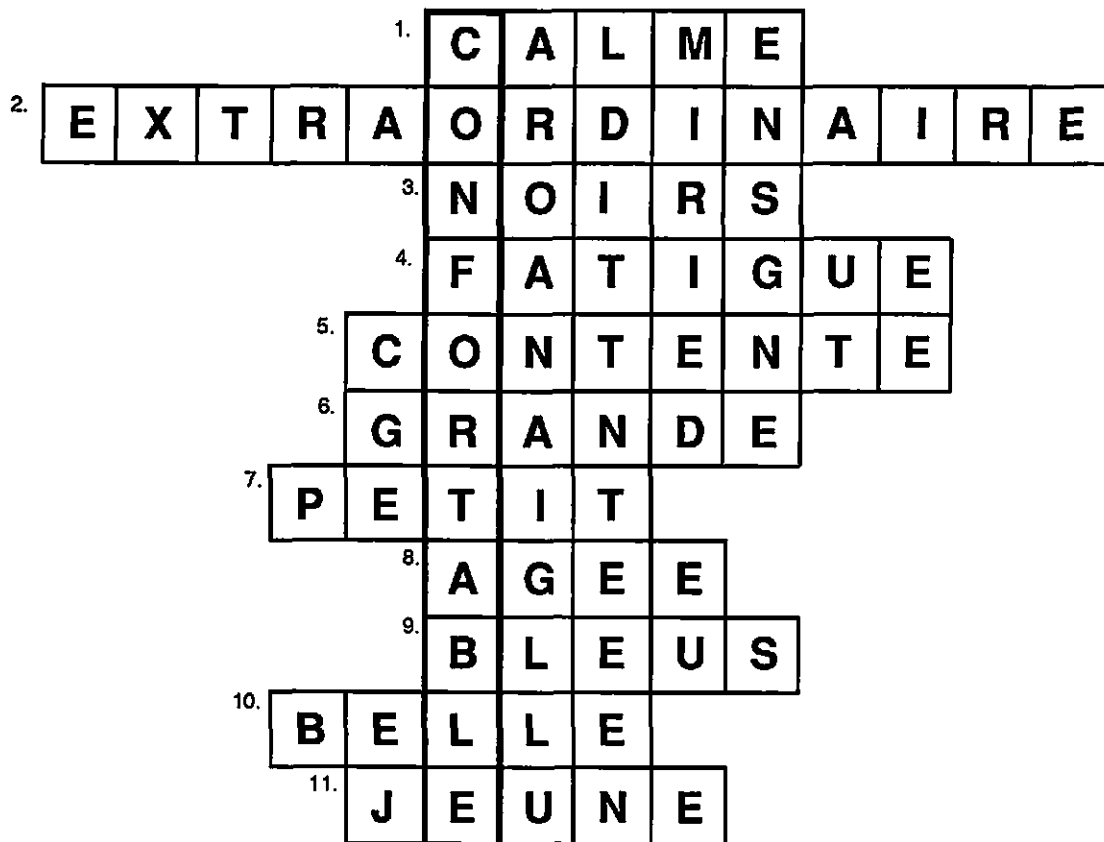 1. CALME
2. EXTRAORDINAIRE
3. NOIRS
4. FATIGUE
5. CONTENTE
6. GRANDE
7. PETIT
8. AGEE
9. BLEUS
10. BELLE
11. JEUNE